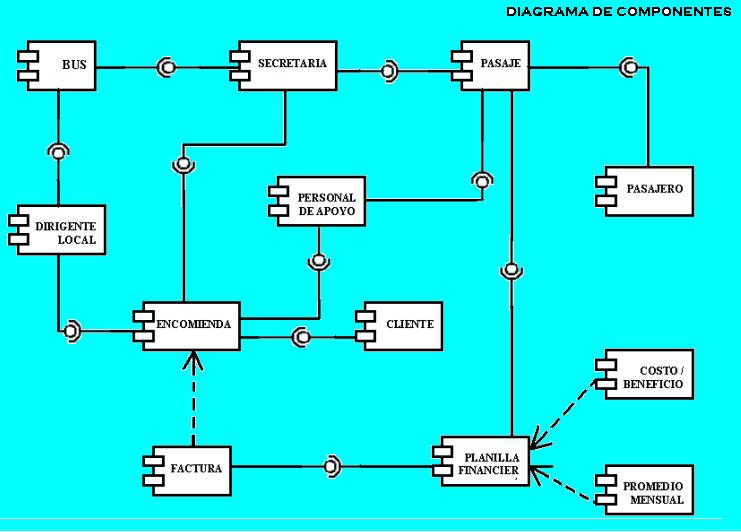 DIAGRAMA DE COMPONENTES
BUS
SECRETARIA
PASAJE
PASAJERO
PERSONAL
DE APOYO
DIRIGENTE
LOCAL
ENCOMIENDA
CLIENTE
COSTO /
BENEFICIO
FACTURA
PLANILLA
FINANCIER
PROMEDIO
MENSUAL